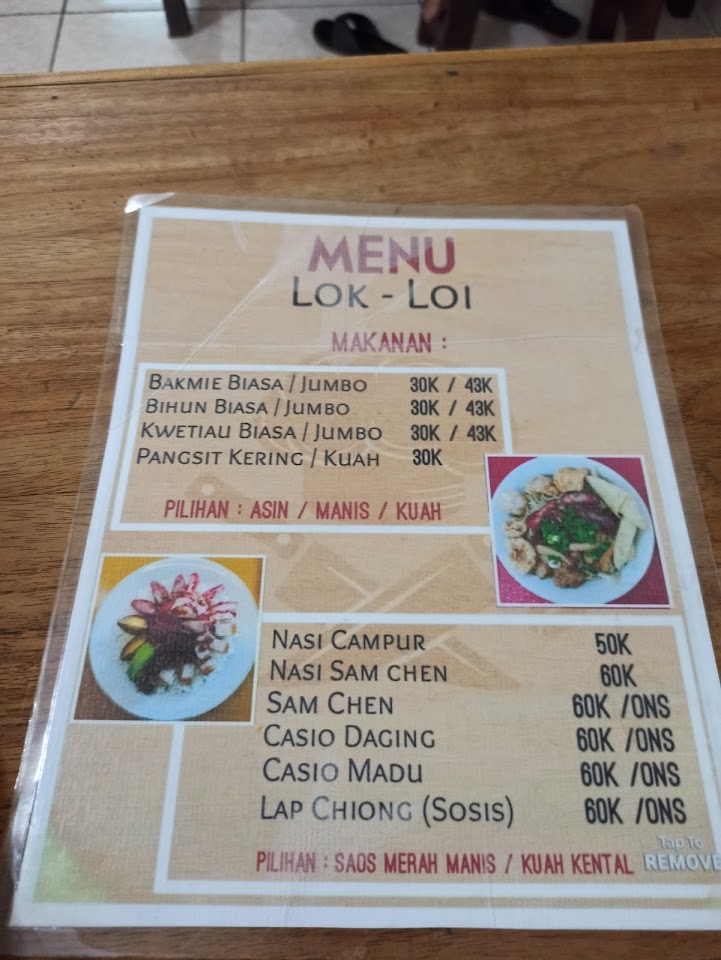 MENU
LOK - LOI
MAKANAN :
BAKMIE BIASA / JUMBO 30K / 43K
BIHUN BIASA / JUMBO 30K / 43K
KWETIAU BIASA / JUMBO 30K / 43K
PANGSIT KERING / KUAH 30K
PILIHAN : ASIN / MANIS / KUAH
NASI CAMPUR 50K
NASI SAM CHEN 60K
SAM CHEN 60K /ONS
CASIO DAGING 60K /ONS
CASIO MADU 60K /ONS
LAP CHIONG (SOSIS) 60K /ONS
PILIHAN : SAOS MERAH MANIS / KUAH KENTAL
Tap To
REMOVE